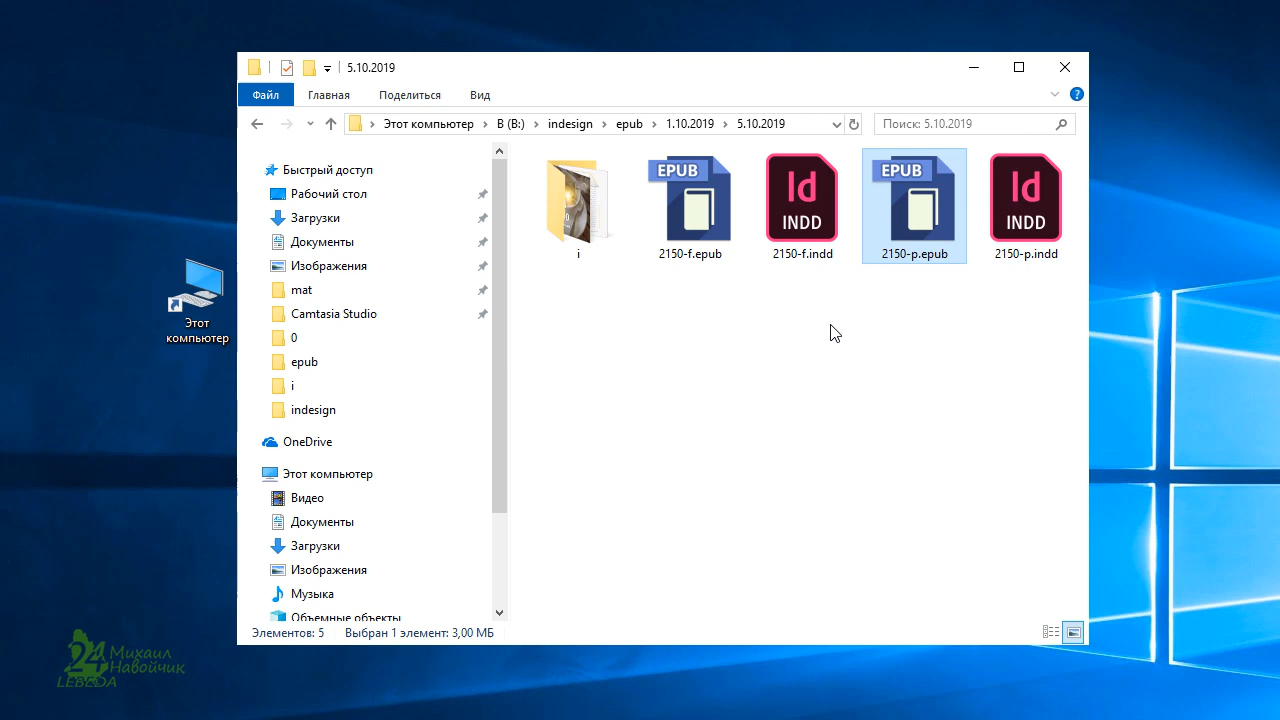 5.10.2019
Файл
Главная
Поделиться
Вид
Этот компьютер
B (B:)
indesign
epub
1.10.2019
5.10.2019
Поиск: 5.10.2019
Быстрый доступ
Рабочий стол
Загрузки
Документы
Изображения
mat
Camtasia Studio
0
epub
i
indesign
OneDrive
Этот компьютер
Видео
Документы
Загрузки
Изображения
Музыка
Объемные объекты
EPUB
Id
INDD
EPUB
Id
INDD
i
2150-f.epub
2150-f.indd
2150-p.epub
2150-p.indd
Элементов: 5
Выбран 1 элемент: 3,00 МБ
Этот
компьютер
24
Михаил
Навойчик
LEBEDA